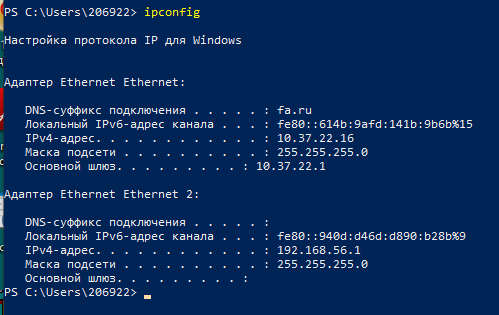 PS C:\Users\206922> ipconfig
Настройка протокола IP для Windows
Адаптер Ethernet Ethernet:
DNS-суффикс подключения . . . . . : fa.ru
Локальный IPv6-адрес канала . . . : fe80::614b:9afd:141b:9b6b%15
IPv4-адрес. . . . . . . . . . . . : 10.37.22.16
Маска подсети . . . . . . . . . . : 255.255.255.0
Основной шлюз. . . . . . . . . : 10.37.22.1
Адаптер Ethernet Ethernet 2:
DNS-суффикс подключения . . . . . :
Локальный IPv6-адрес канала . . . : fe80::940d:d46d:d890:b28b%9
IPv4-адрес. . . . . . . . . . . . : 192.168.56.1
Маска подсети . . . . . . . . . . : 255.255.255.0
Основной шлюз. . . . . . . . . :
PS C:\Users\206922>